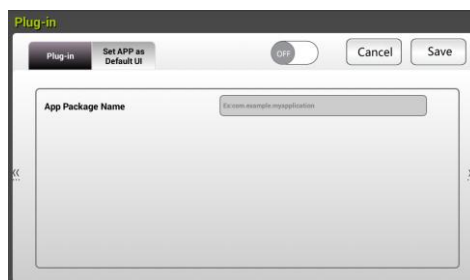 Plug-in
Plug-in
Set APP as
Default UI
OFF
Cancel
Save
App Package Name
Ex:com.example.myapplication